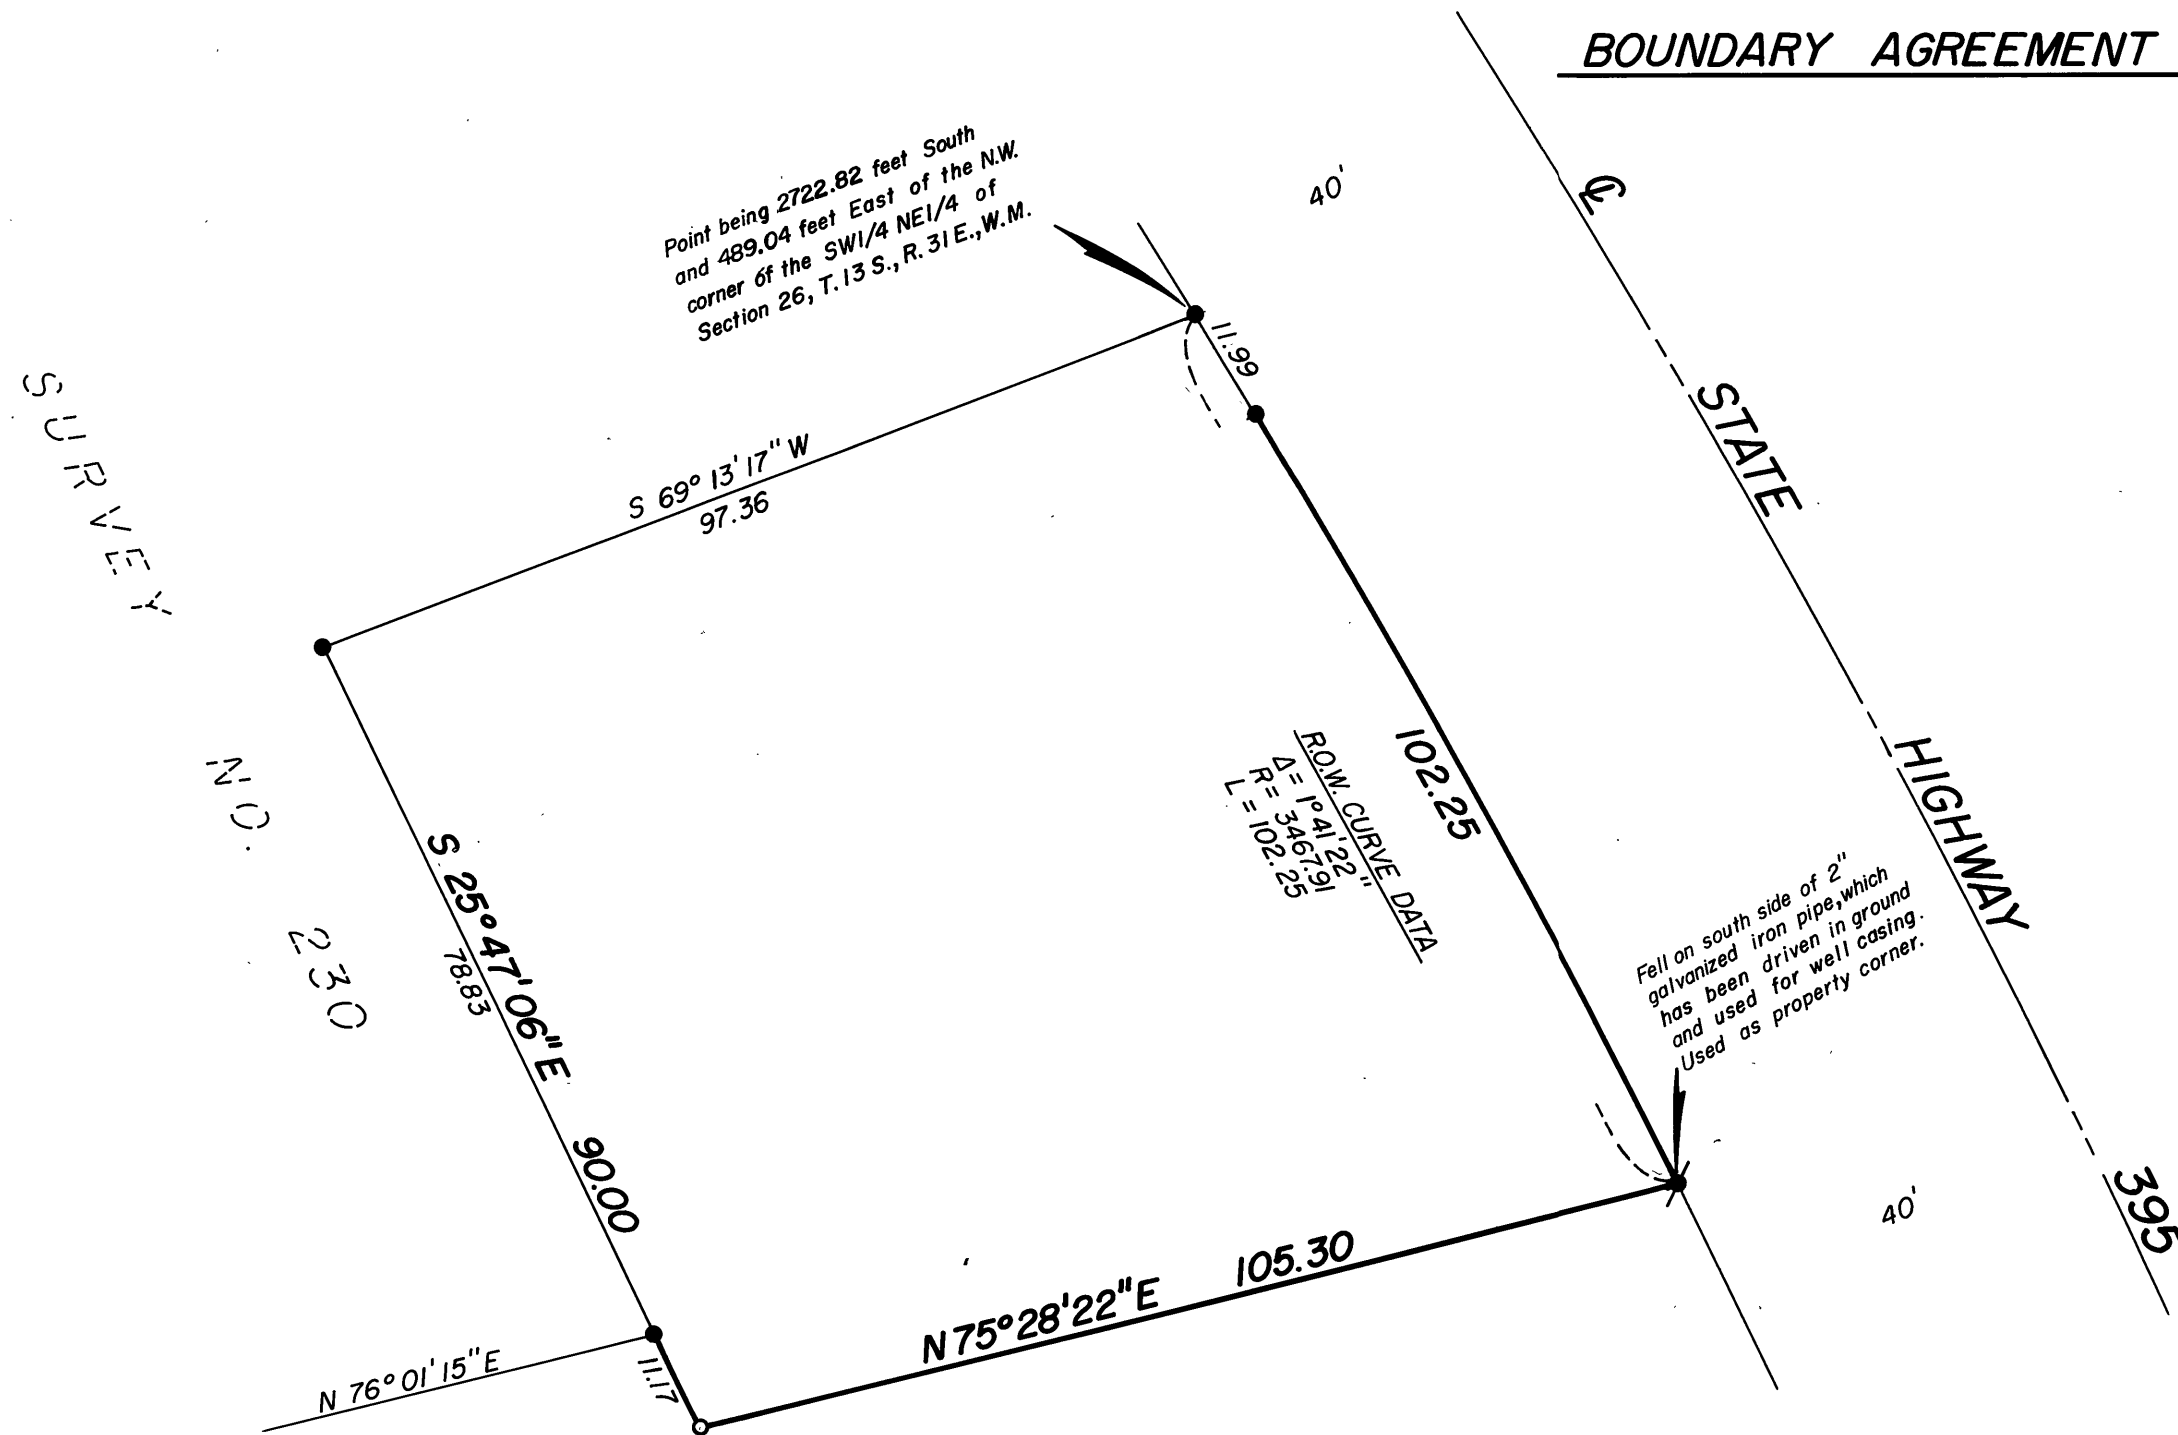 BOUNDARY AGREEMENT
Point being 2722.82 feet South
and 489.04 feet East of the N.W.
corner of the SW1/4 NE1/4 of
Section 26, T. 13 S., R. 31 E., W.M.
40'
℄
STATE
HIGHWAY
395
11.99
S 69° 13' 17" W
97.36
SURVEY
NO. 230
102.25
R.O.W. CURVE DATA
Δ = 1° 41' 22"
R = 3467.91
L = 102.25
S 25° 47' 06" E 90.00
78.83
Fell on south side of 2"
galvanized iron pipe, which
has been driven in ground
and used for well casing.
Used as property corner.
40'
N 75° 28' 22" E 105.30
N 76° 01' 15" E
11.17